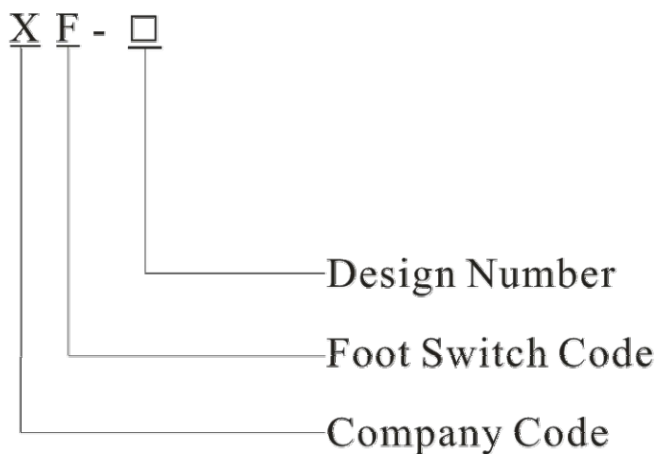 X F - □
Design Number
Foot Switch Code
Company Code